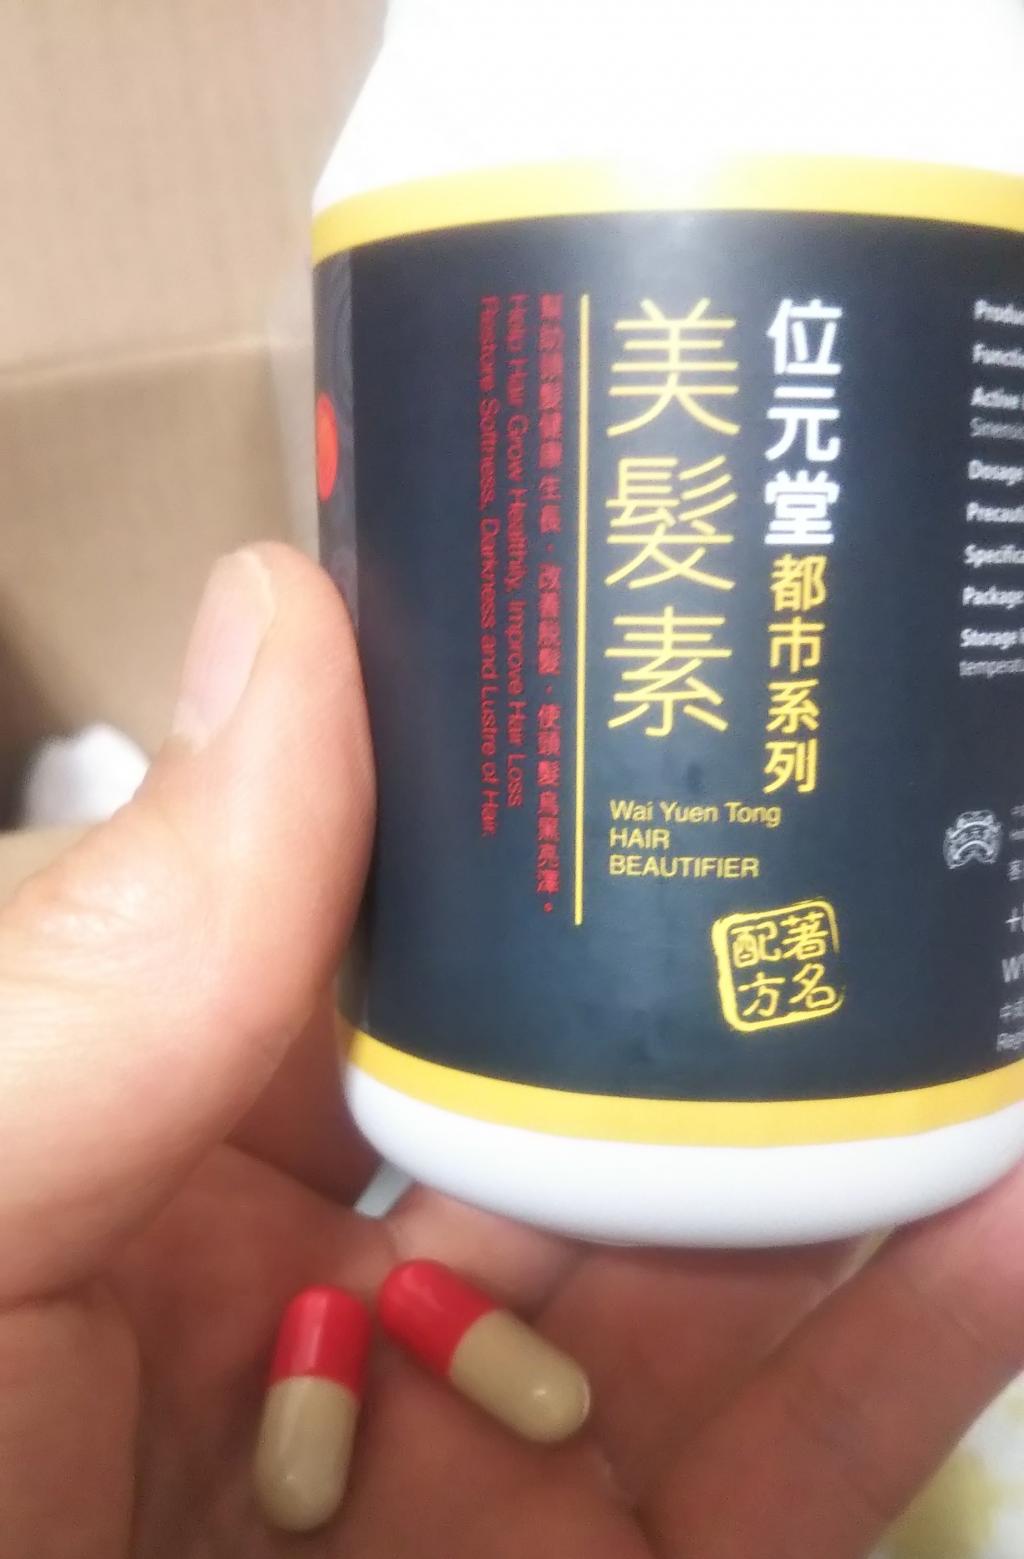 位元堂都市系列
美髮素
Wai Yuen Tong
HAIR
BEAUTIFIER
著名
配方
幫助頭髮健康生長，改善脫髮，使頭髮烏黑亮澤。
Help Hair Grow Healthily, Improve Hair Loss
Restore Softness, Darkness and Lustre of Hair.
Active
Dosage
Package
Storage